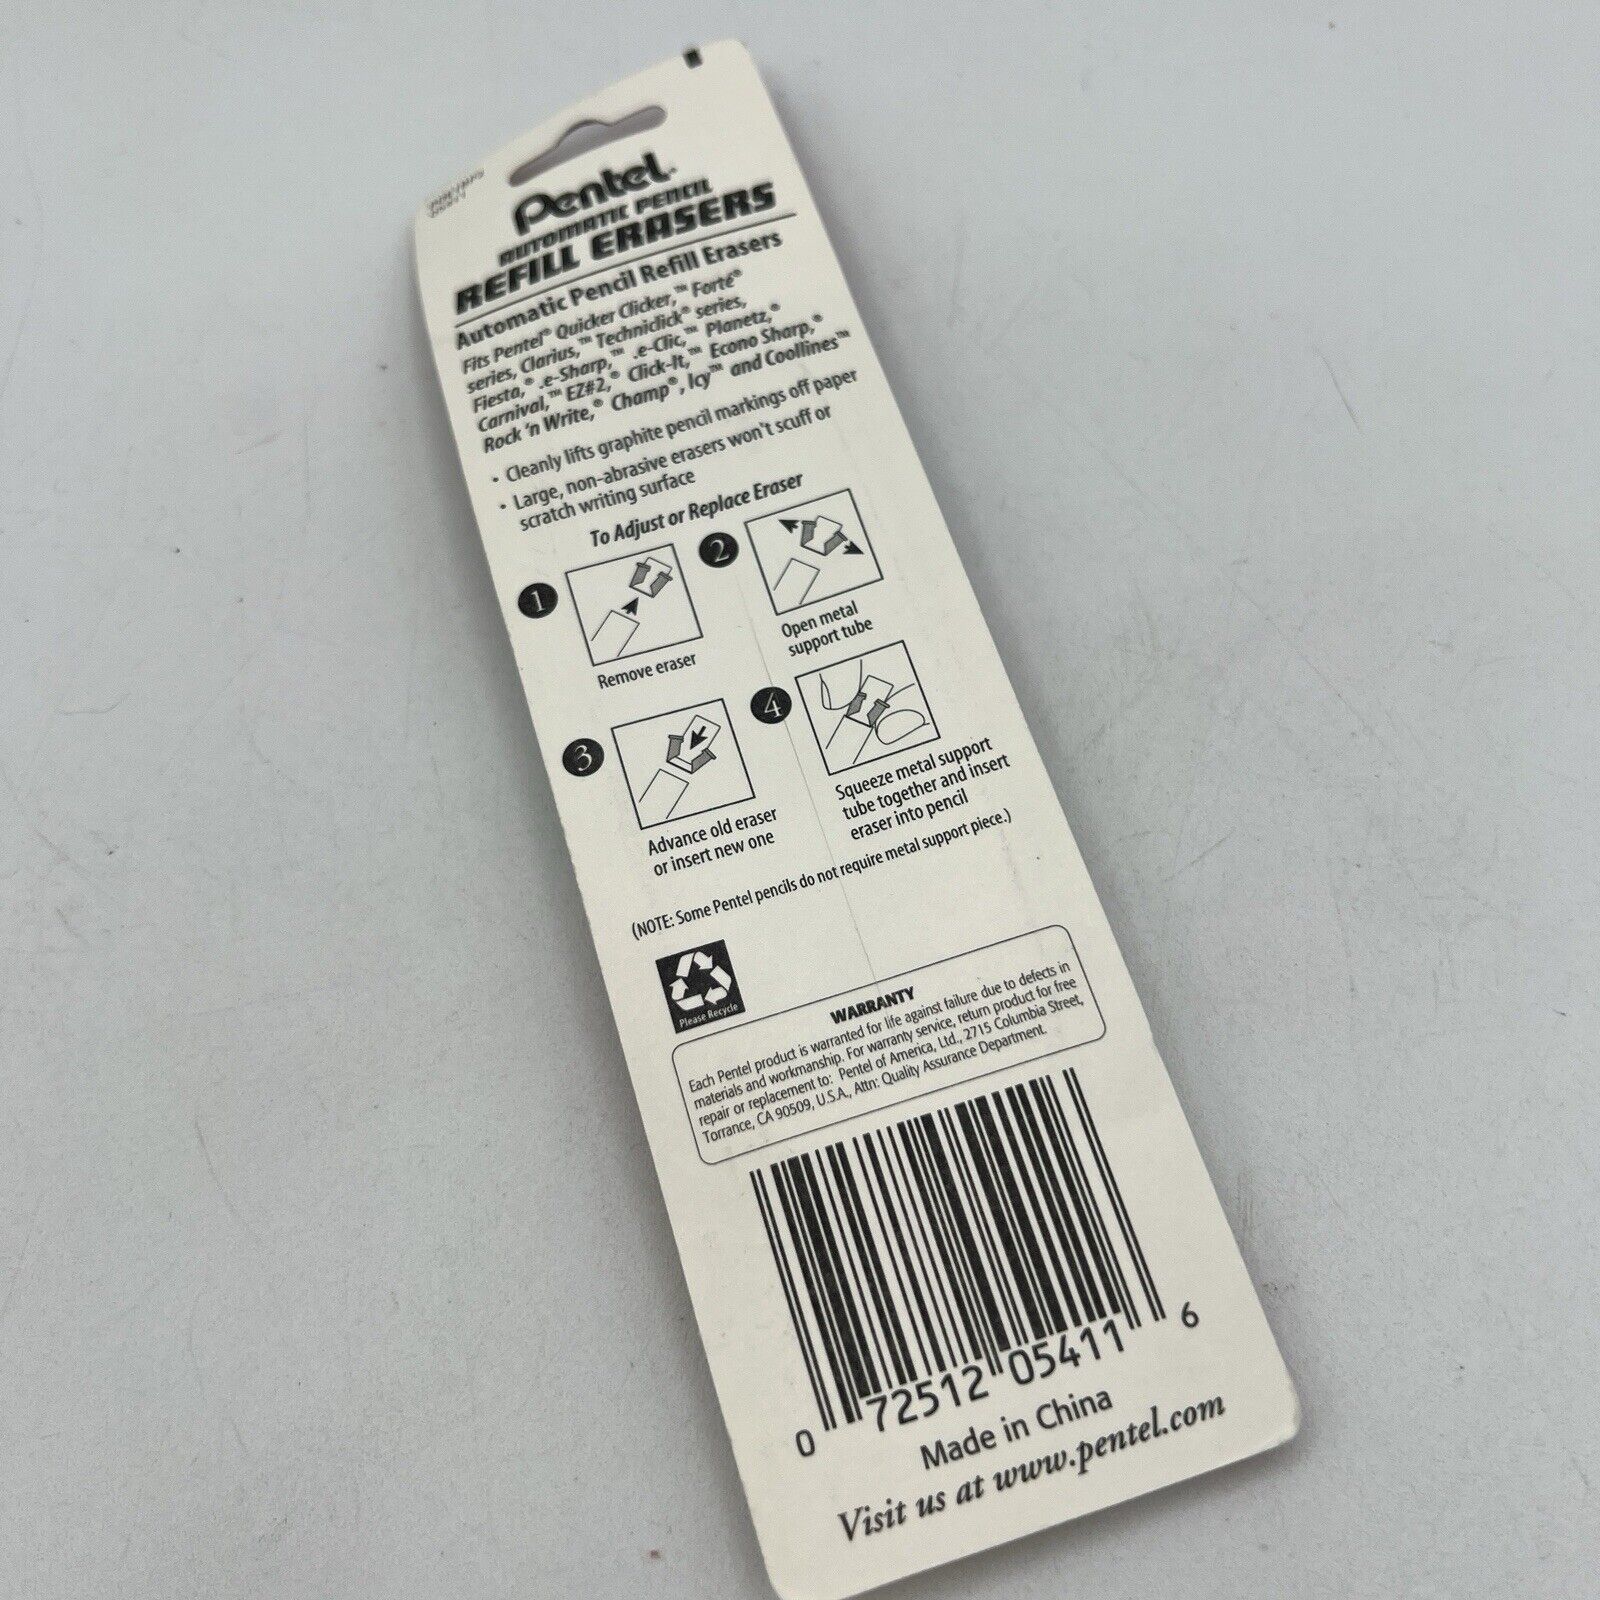 Pentel®
AUTOMATIC PENCIL
REFILL ERASERS
Automatic Pencil Refill Erasers
Fits Pentel® Quicker Clicker,™ Forté®
series, Clarius,™ Techniclick® series,
Fiesta,® .e-Sharp,™ .e-Clic,™ Planetz,®
Carnival,™ EZ#2,® Click-It,™ Econo Sharp,®
Rock 'n Write,® Champ®, Icy™ and Coollines™
• Cleanly lifts graphite pencil markings off paper
• Large, non-abrasive erasers won't scuff or
scratch writing surface
To Adjust or Replace Eraser
1
Remove eraser
2
Open metal
support tube
3
Advance old eraser
or insert new one
4
Squeeze metal support
tube together and insert
eraser into pencil
(NOTE: Some Pentel pencils do not require metal support piece.)
Please Recycle
WARRANTY
Each Pentel product is warranted for life against failure due to defects in
materials and workmanship. For warranty service, return product for free
repair or replacement to: Pentel of America, Ltd., 2715 Columbia Street,
Torrance, CA 90509, U.S.A., Attn: Quality Assurance Department.
0 72512 05411 6
Made in China
Visit us at www.pentel.com